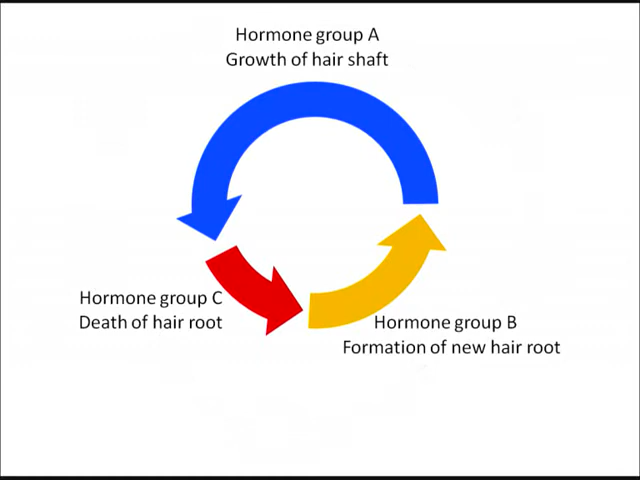 Hormone group A
Growth of hair shaft
Hormone group C
Death of hair root
Hormone group B
Formation of new hair root